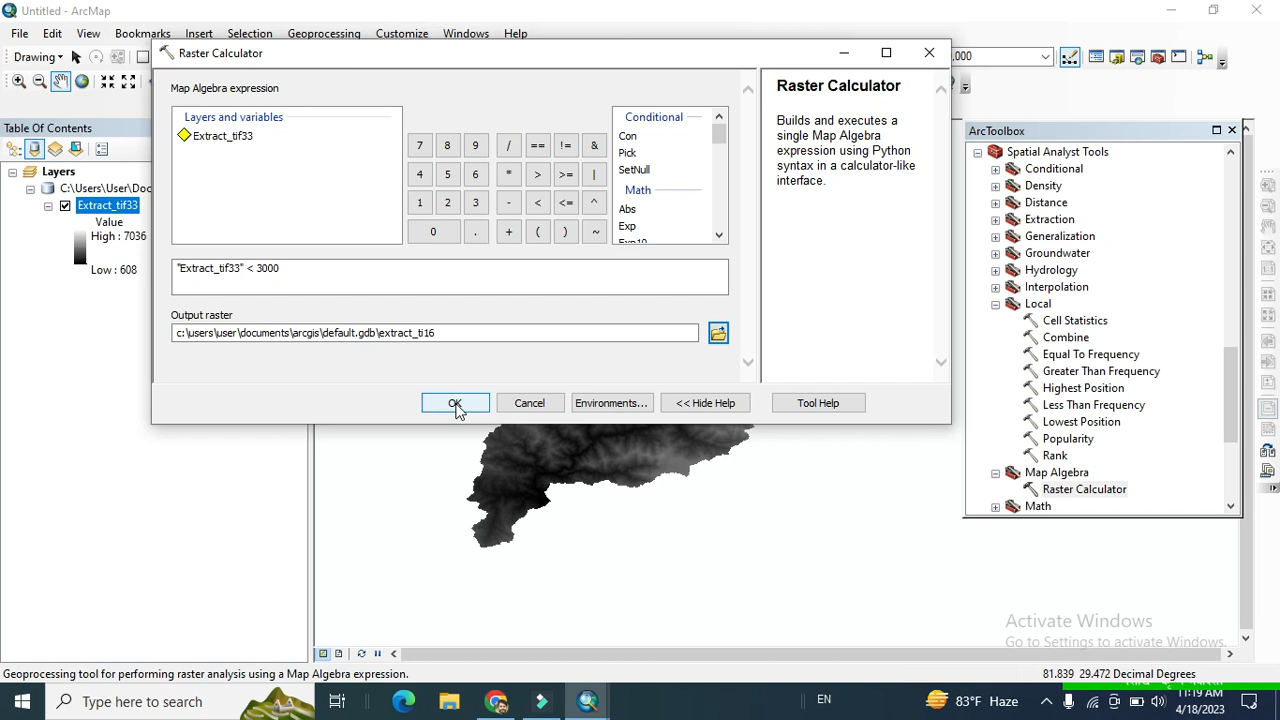 Untitled - ArcMap
File Edit View Bookmarks Insert Selection Geoprocessing Customize Windows Help
Drawing
,000
Raster Calculator
Map Algebra expression
Layers and variables
Extract_tif33
7 8 9 / == != &
4 5 6 * > >= |
1 2 3 - < <= ^
0 . + ( ) ~
Conditional
Con
Pick
SetNull
Math
Abs
Exp
Exp10
"Extract_tif33" < 3000
Output raster
c:\users\user\documents\arcgis\default.gdb\extract_ti16
OK Cancel Environments... << Hide Help Tool Help
Raster Calculator
Builds and executes a
single Map Algebra
expression using Python
syntax in a calculator-like
interface.
Table Of Contents
Layers
C:\Users\User\Doc
Extract_tif33
Value
High : 7036
Low : 608
ArcToolbox
Spatial Analyst Tools
Conditional
Density
Distance
Extraction
Generalization
Groundwater
Hydrology
Interpolation
Local
Cell Statistics
Combine
Equal To Frequency
Greater Than Frequency
Highest Position
Less Than Frequency
Lowest Position
Popularity
Rank
Map Algebra
Raster Calculator
Math
Activate Windows
Go to Settings to activate Windows.
Geoprocessing tool for performing raster analysis using a Map Algebra expression.
81.839 29.472 Decimal Degrees
Type here to search
EN
83°F Haze
11:19 AM
4/18/2023